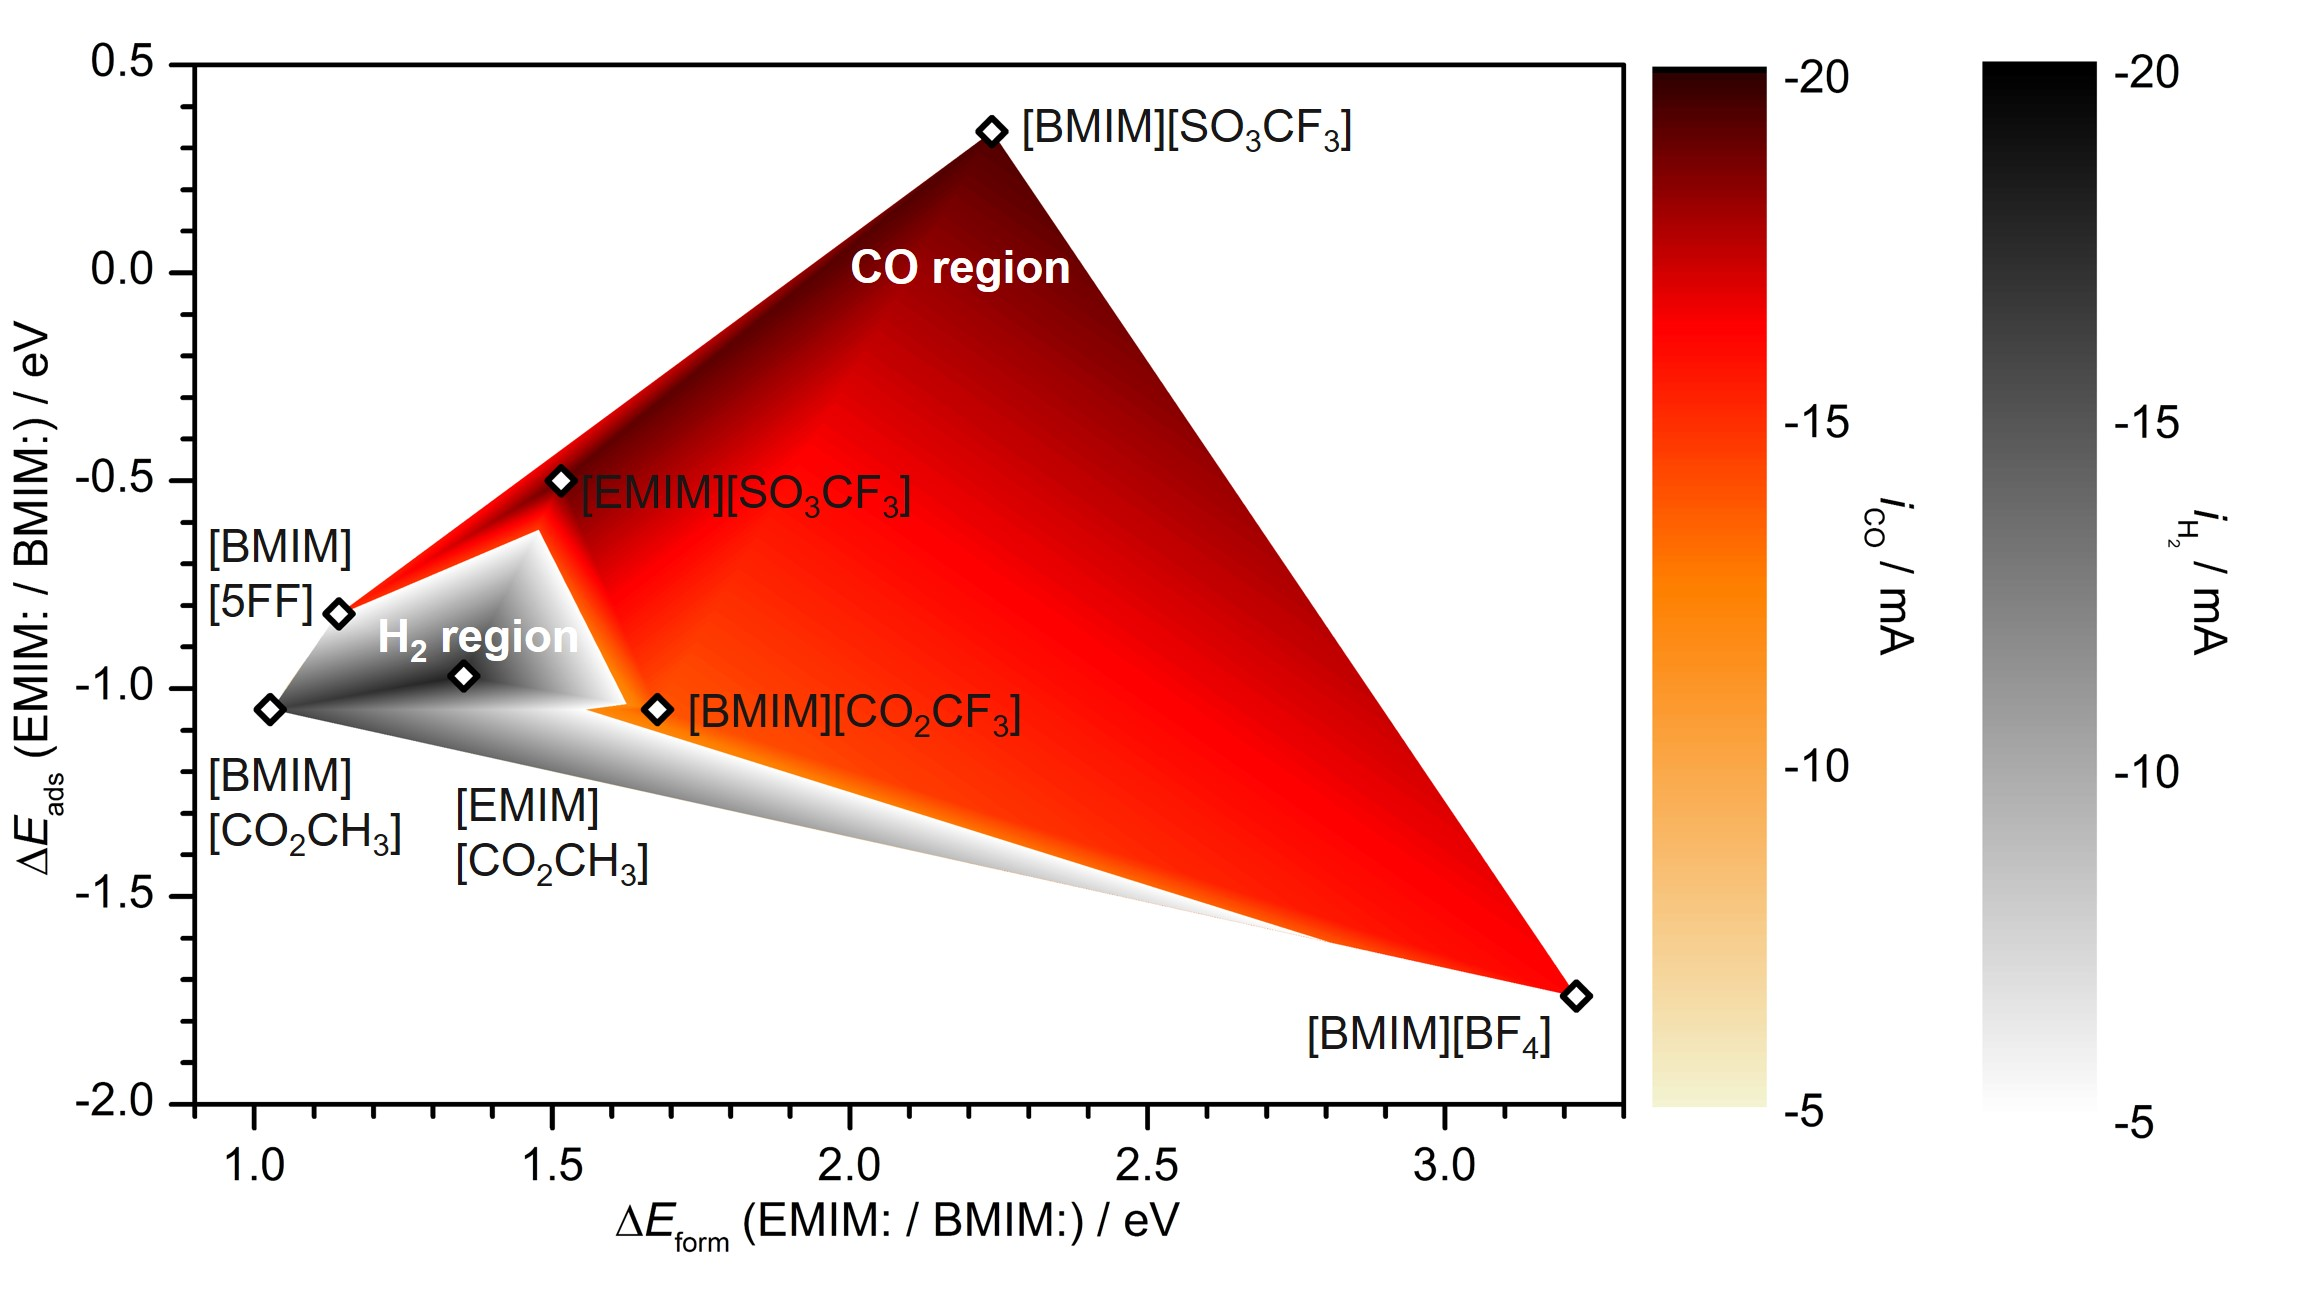 0.5
0.0
-0.5
-1.0
-1.5
-2.0
ΔE_ads (EMIM: / BMIM:) / eV
[BMIM][SO₃CF₃]
CO region
[EMIM][SO₃CF₃]
[BMIM]
[5FF]
H₂ region
[BMIM][CO₂CF₃]
[BMIM]
[CO₂CH₃]
[EMIM]
[CO₂CH₃]
[BMIM][BF₄]
1.0 1.5 2.0 2.5 3.0
ΔE_form (EMIM: / BMIM:) / eV
-20
-15
-10
-5
i_CO / mA
-20
-15
-10
-5
i_H₂ / mA